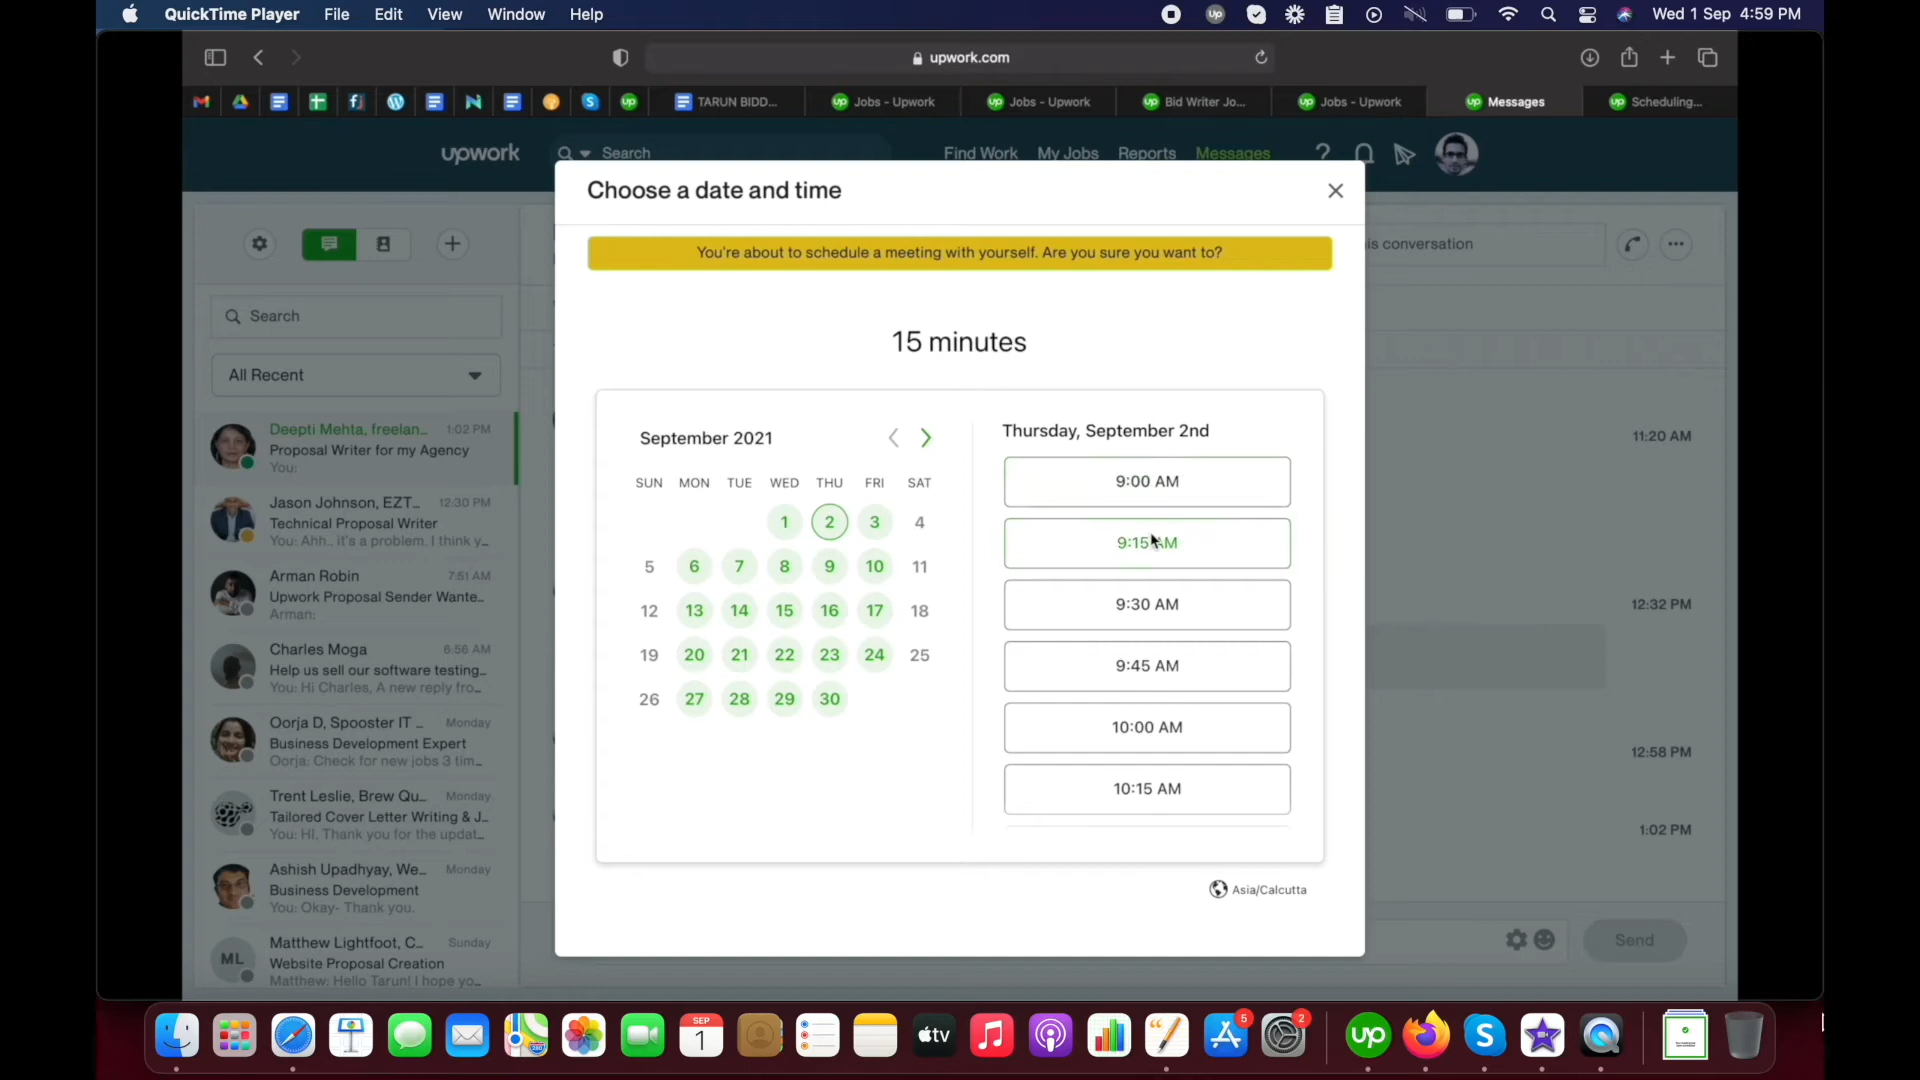 QuickTime Player File Edit View Window Help Wed 1 Sep 4:59 PM
upwork.com
TARUN BIDD... Jobs - Upwork Jobs - Upwork Bid Writer Jo... Jobs - Upwork Messages Scheduling...
upwork Search Find Work My Jobs Reports Messages ?
Choose a date and time
You're about to schedule a meeting with yourself. Are you sure you want to?
is conversation
Search
All Recent
Deepti Mehta, freelan... 1:02 PM
Proposal Writer for my Agency
You:
Jason Johnson, EZT... 12:30 PM
Technical Proposal Writer
You: Ahh.. it's a problem. I think y...
Arman Robin 7:51 AM
Upwork Proposal Sender Wante...
Arman:
Charles Moga 6:56 AM
Help us sell our software testing...
You: Hi Charles, A new reply fro...
Oorja D, Spooster IT ... Monday
Business Development Expert
Oorja: Check for new jobs 3 tim...
Trent Leslie, Brew Qu... Monday
Tailored Cover Letter Writing & J...
You: HI, Thank you for the updat...
Ashish Upadhyay, We... Monday
Business Development
You: Okay- Thank you.
ML
Matthew Lightfoot, C... Sunday
Website Proposal Creation
Matthew: Hello Tarun! I hope yo...
15 minutes
September 2021
SUN MON TUE WED THU FRI SAT
1 2 3 4
5 6 7 8 9 10 11
12 13 14 15 16 17 18
19 20 21 22 23 24 25
26 27 28 29 30
Thursday, September 2nd
9:00 AM
9:15 AM
9:30 AM
9:45 AM
10:00 AM
10:15 AM
Asia/Calcutta
11:20 AM
12:32 PM
12:58 PM
1:02 PM
Send
SEP
1
280
tv
5
2
up